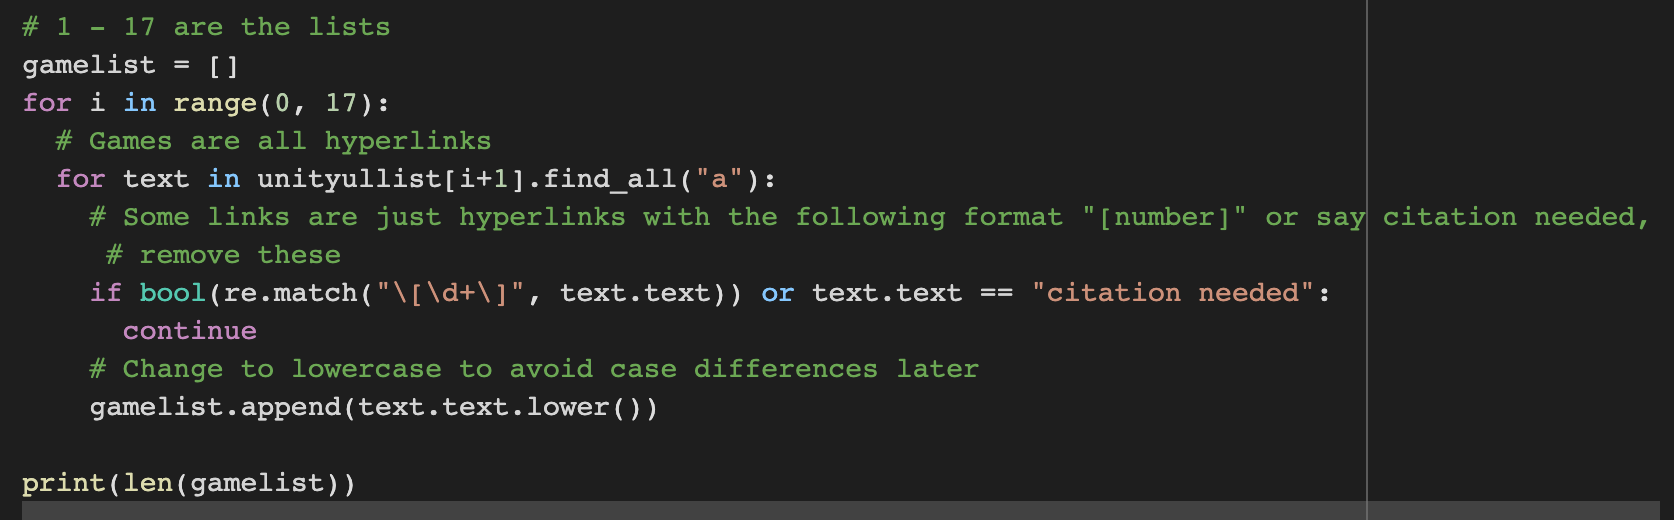 # 1 - 17 are the lists
gamelist = []
for i in range(0, 17):
  # Games are all hyperlinks
  for text in unityullist[i+1].find_all("a"):
    # Some links are just hyperlinks with the following format "[number]" or say citation needed,
     # remove these
    if bool(re.match("\[\d+\]", text.text)) or text.text == "citation needed":
      continue
    # Change to lowercase to avoid case differences later
    gamelist.append(text.text.lower())

print(len(gamelist))